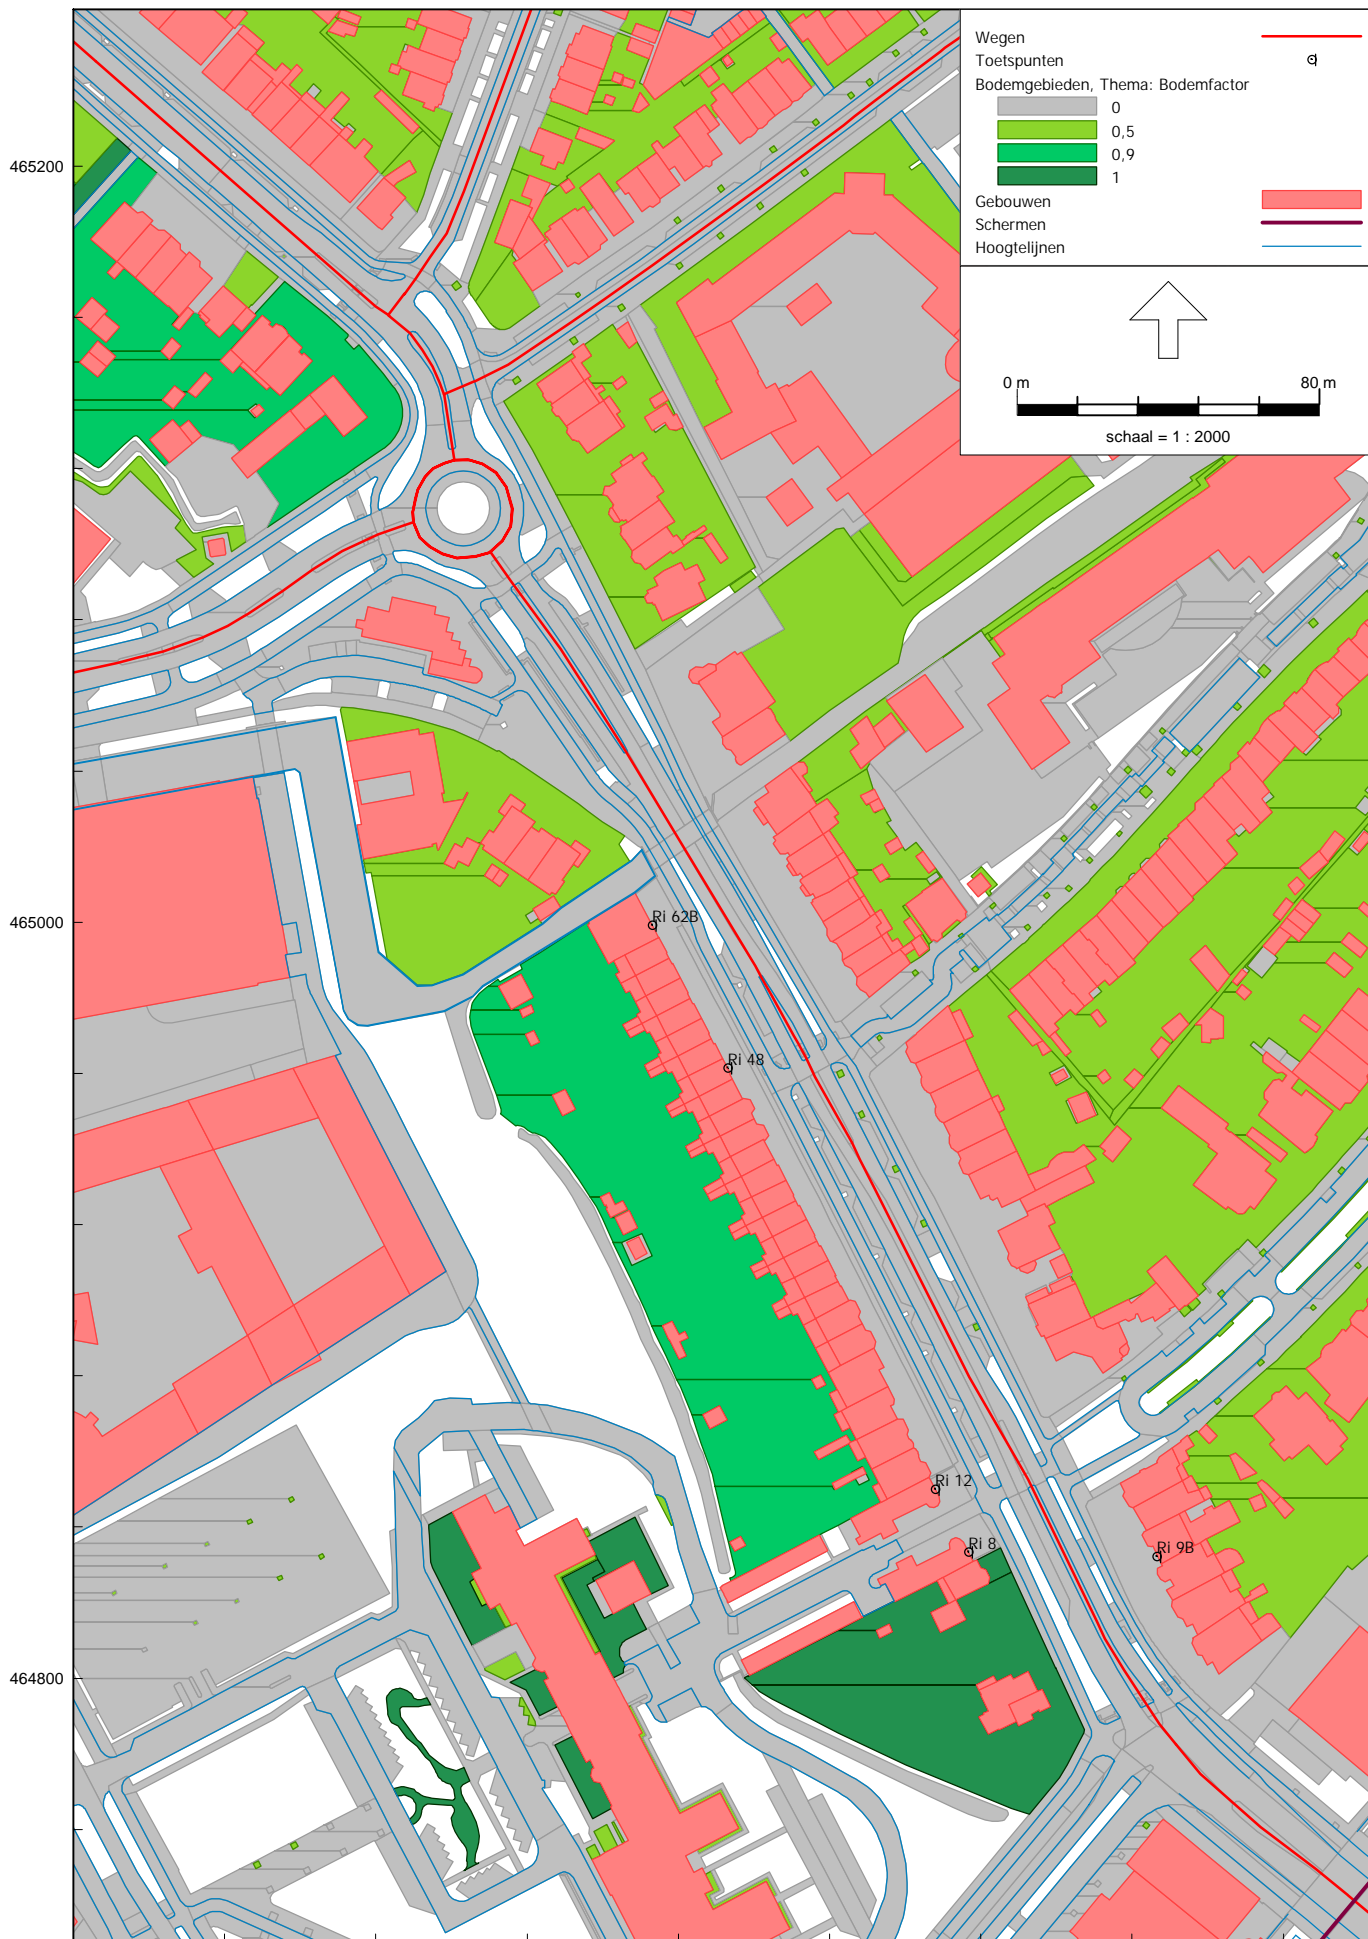 Wegen
Toetspunten
Bodemgebieden, Thema: Bodemfactor
0
0,5
0,9
1
Gebouwen
Schermen
Hoogtelijnen
0 m 80 m
schaal = 1 : 2000
465200
465000
464800
Ri 62B
Ri 48
Ri 12
Ri 8
Ri 9B